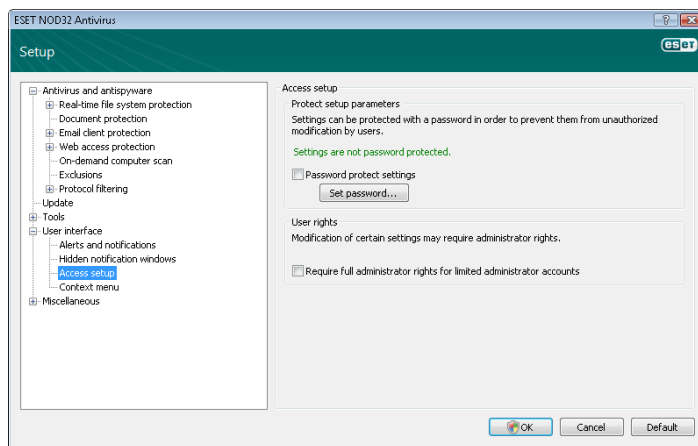 ESET NOD32 Antivirus
Setup
eseT
Antivirus and antispyware
Real-time file system protection
Document protection
Email client protection
Web access protection
On-demand computer scan
Exclusions
Protocol filtering
Update
Tools
User interface
Alerts and notifications
Hidden notification windows
Access setup
Context menu
Miscellaneous
Access setup
Protect setup parameters
Settings can be protected with a password in order to prevent them from unauthorized
modification by users.
Settings are not password protected.
Password protect settings
Set password...
User rights
Modification of certain settings may require administrator rights.
Require full administrator rights for limited administrator accounts
OK
Cancel
Default